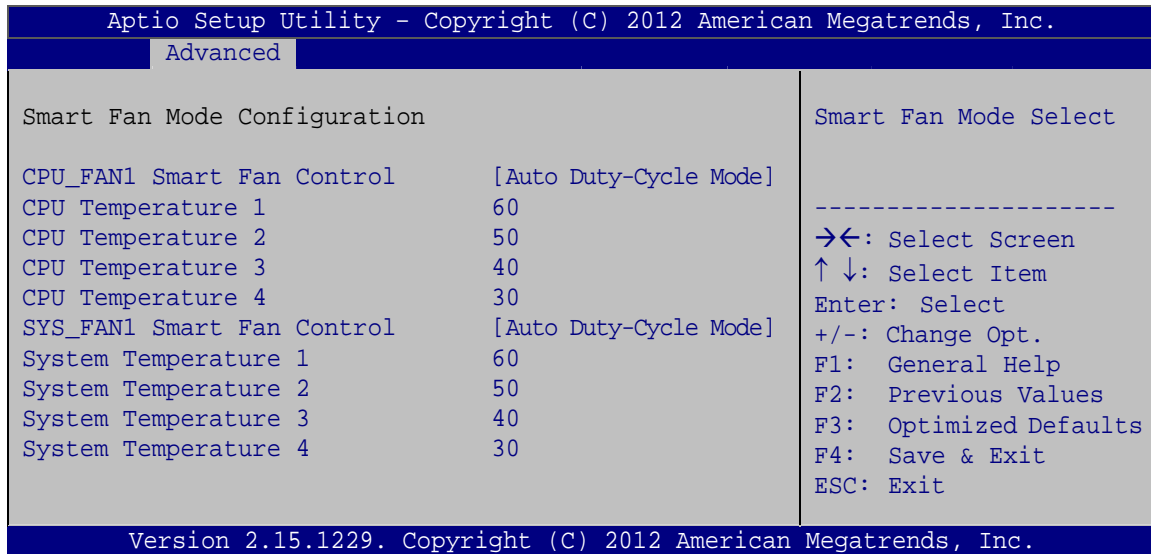 Aptio Setup Utility – Copyright (C) 2012 American Megatrends, Inc.
Advanced
Smart Fan Mode Configuration
CPU_FAN1 Smart Fan Control [Auto Duty-Cycle Mode]
CPU Temperature 1 60
CPU Temperature 2 50
CPU Temperature 3 40
CPU Temperature 4 30
SYS_FAN1 Smart Fan Control [Auto Duty-Cycle Mode]
System Temperature 1 60
System Temperature 2 50
System Temperature 3 40
System Temperature 4 30
Smart Fan Mode Select
---------------------
→←: Select Screen
↑ ↓: Select Item
Enter: Select
+/-: Change Opt.
F1: General Help
F2: Previous Values
F3: Optimized Defaults
F4: Save & Exit
ESC: Exit
Version 2.15.1229. Copyright (C) 2012 American Megatrends, Inc.